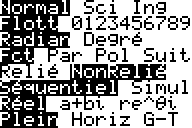 Normal Sci Ing
Flott 0123456789
Radian Degré
Fct Par Pol Suit
Relié NonRelié
Séquentiel Simul
Réel a+bi re^θi
Plein Horiz G-T